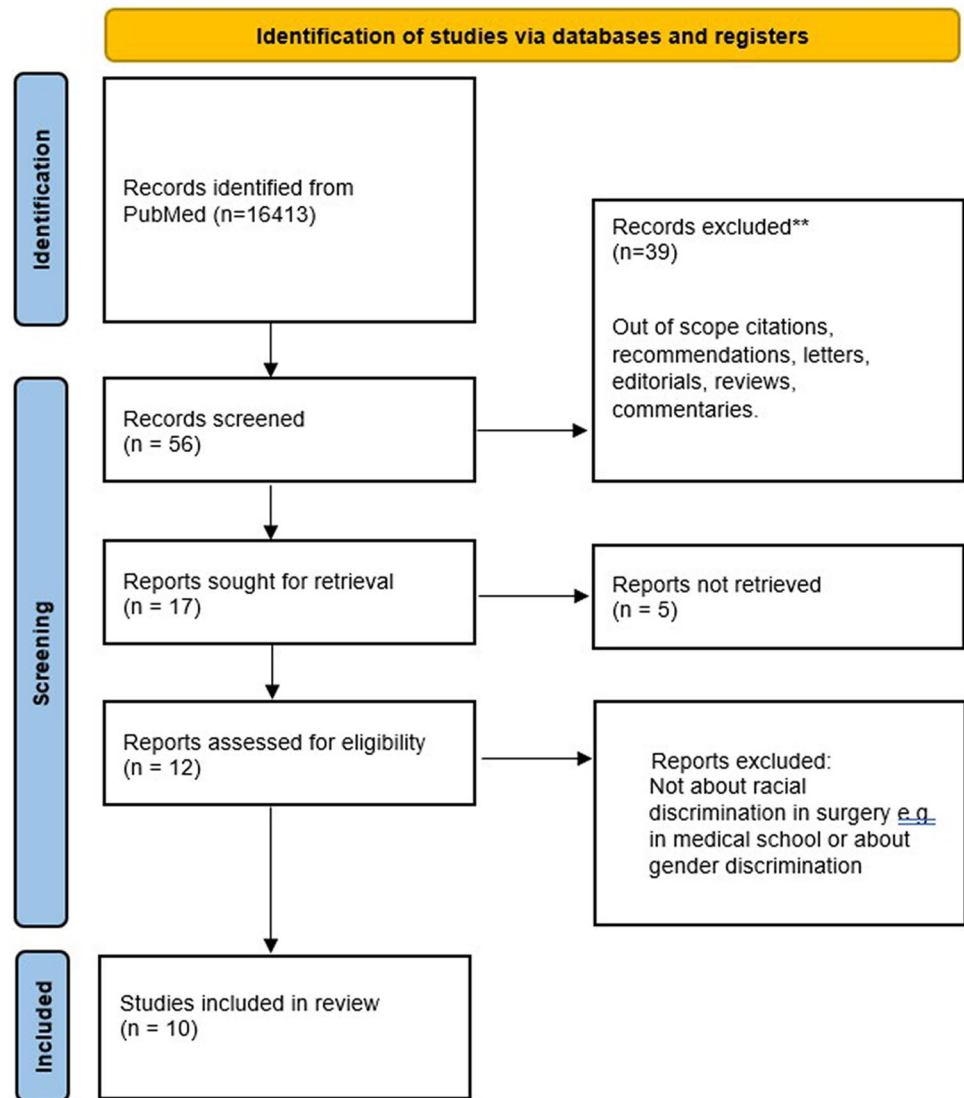 Identification of studies via databases and registers
Identification
Records identified from
PubMed (n=16413)
Records excluded**
(n=39)
Out of scope citations,
recommendations, letters,
editorials, reviews,
commentaries.
Screening
Records screened
(n = 56)
Reports sought for retrieval
(n = 17)
Reports not retrieved
(n = 5)
Reports assessed for eligibility
(n = 12)
Reports excluded:
Not about racial
discrimination in surgery e.g.
in medical school or about
gender discrimination
Included
Studies included in review
(n = 10)